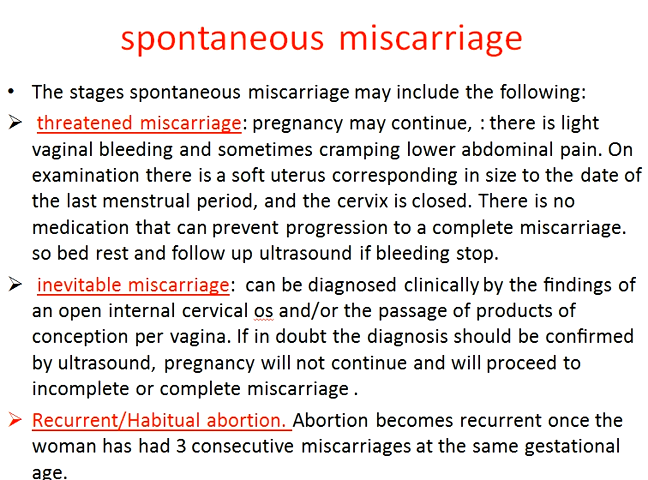 spontaneous miscarriage
• The stages spontaneous miscarriage may include the following:
➢ threatened miscarriage: pregnancy may continue, : there is light
vaginal bleeding and sometimes cramping lower abdominal pain. On
examination there is a soft uterus corresponding in size to the date of
the last menstrual period, and the cervix is closed. There is no
medication that can prevent progression to a complete miscarriage.
so bed rest and follow up ultrasound if bleeding stop.
➢ inevitable miscarriage: can be diagnosed clinically by the findings of
an open internal cervical os and/or the passage of products of
conception per vagina. If in doubt the diagnosis should be confirmed
by ultrasound, pregnancy will not continue and will proceed to
incomplete or complete miscarriage .
➢ Recurrent/Habitual abortion. Abortion becomes recurrent once the
woman has had 3 consecutive miscarriages at the same gestational
age.